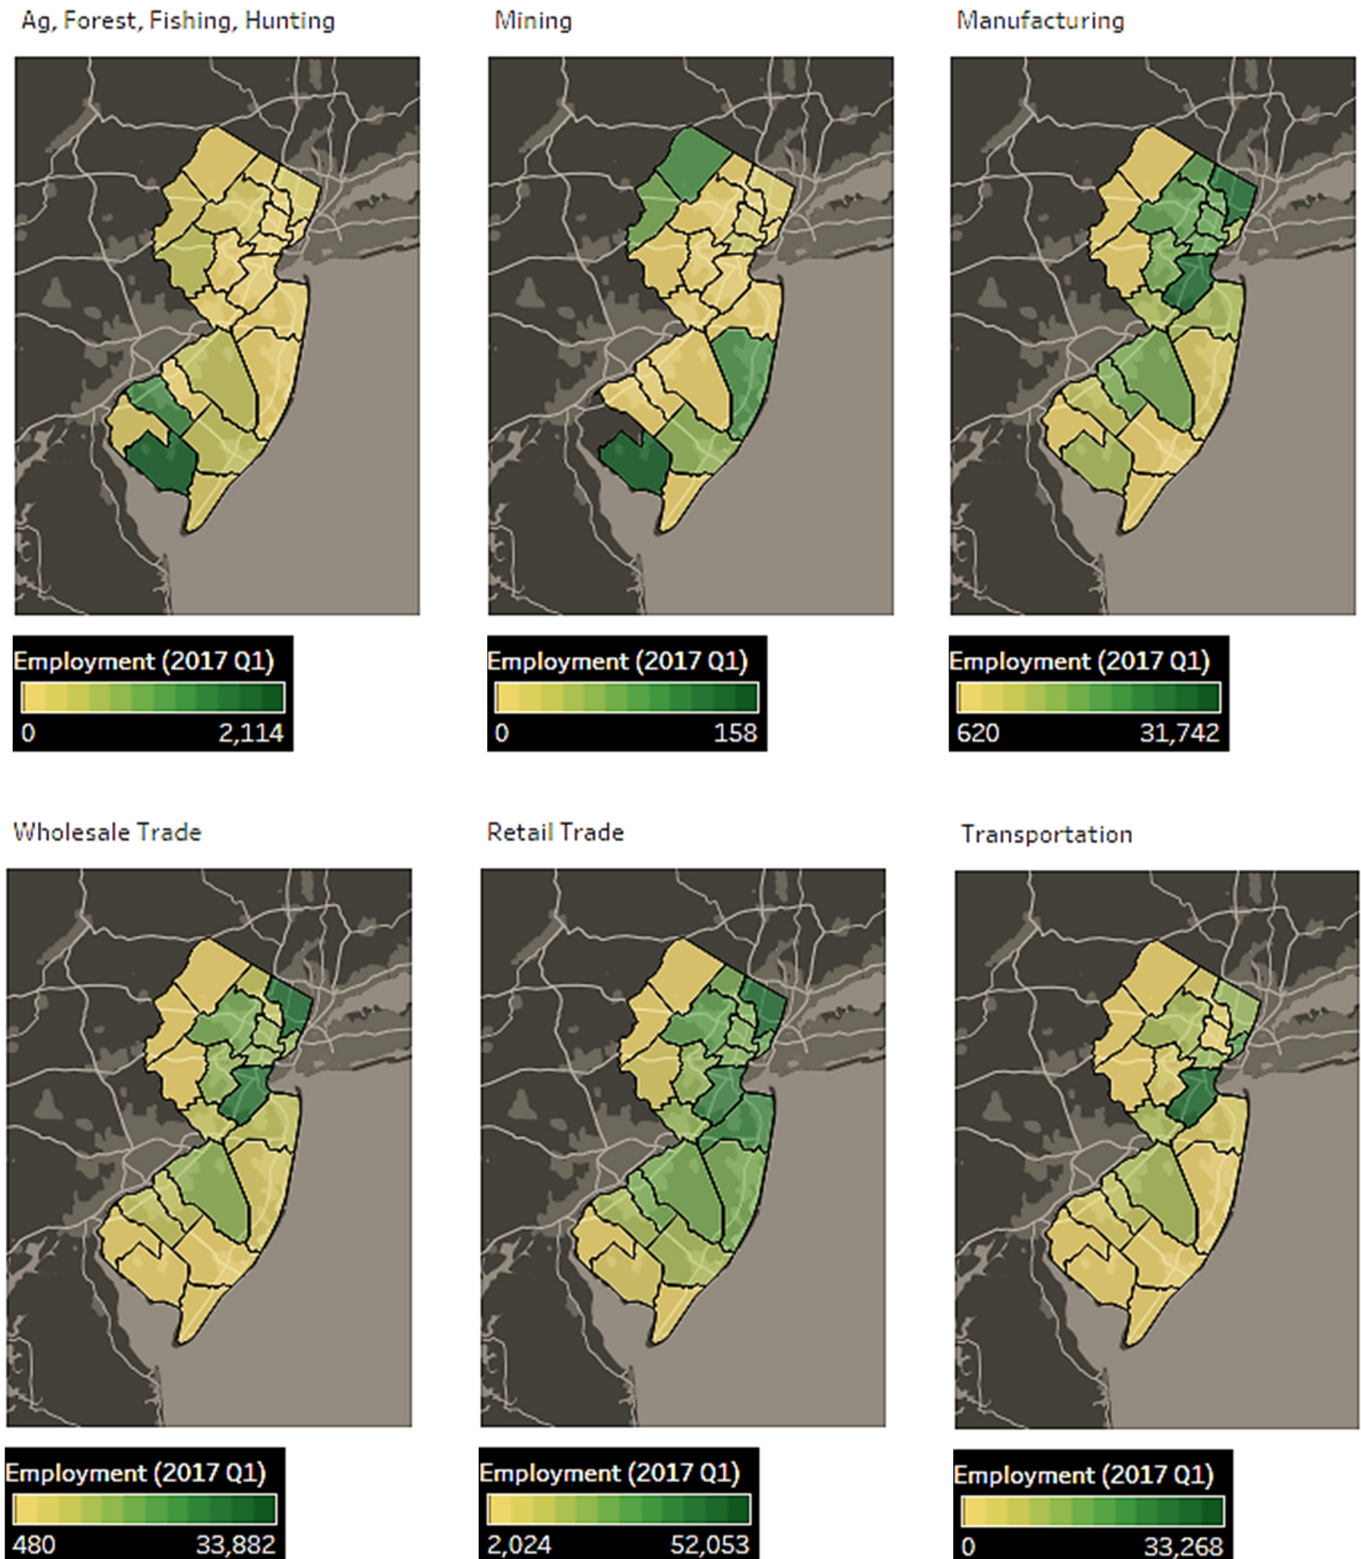 Ag, Forest, Fishing, Hunting
Mining
Manufacturing
Employment (2017 Q1)
0 2,114
Employment (2017 Q1)
0 158
Employment (2017 Q1)
620 31,742
Wholesale Trade
Retail Trade
Transportation
Employment (2017 Q1)
480 33,882
Employment (2017 Q1)
2,024 52,053
Employment (2017 Q1)
0 33,268